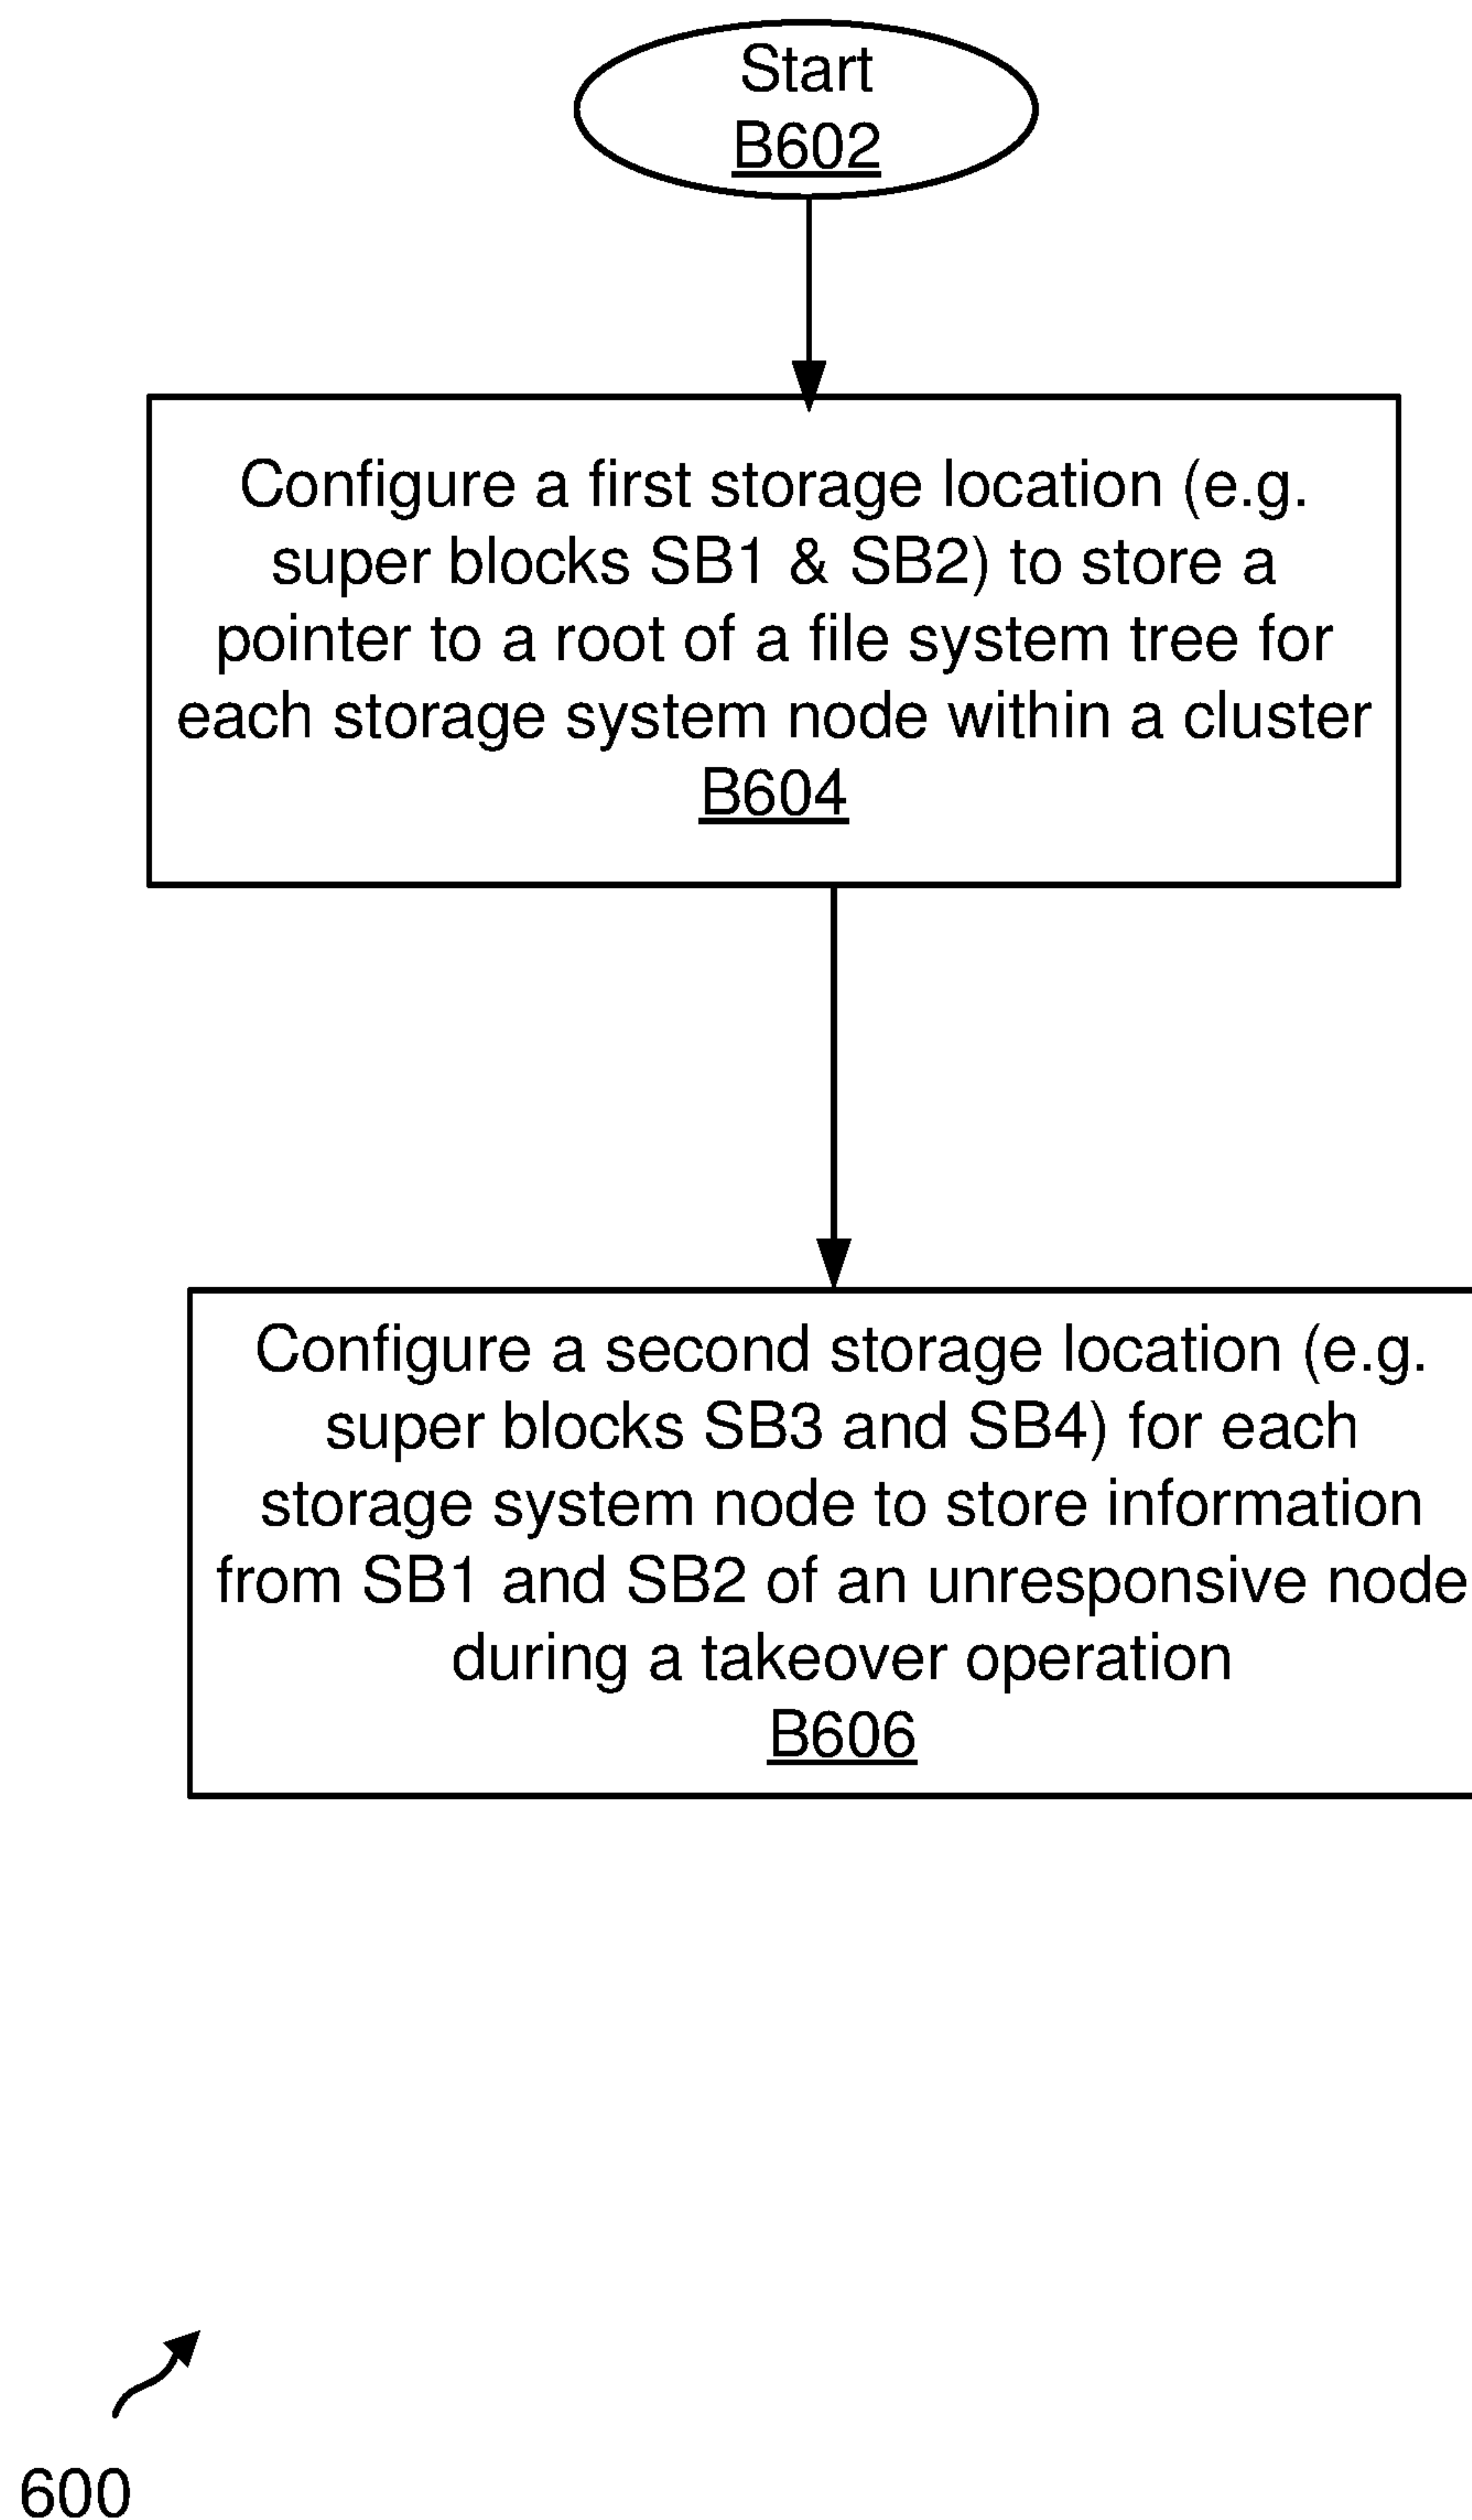 Start
B602
Configure a first storage location (e.g.
super blocks SB1 & SB2) to store a
pointer to a root of a file system tree for
each storage system node within a cluster
B604
Configure a second storage location (e.g.
super blocks SB3 and SB4) for each
storage system node to store information
from SB1 and SB2 of an unresponsive node
during a takeover operation
B606
600